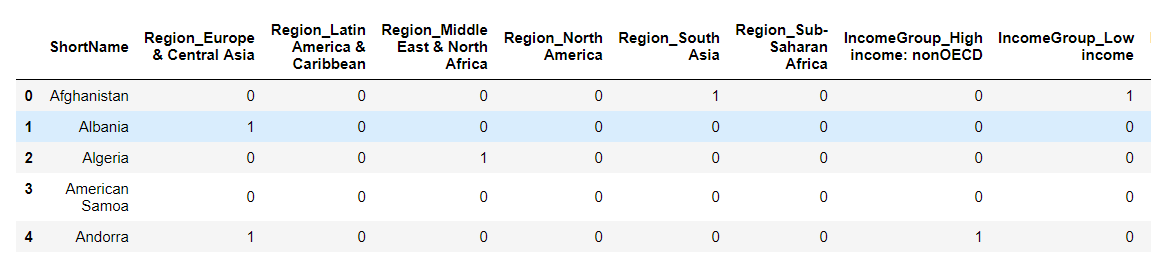 ShortName Region_Europe & Central Asia Region_Latin America & Caribbean Region_Middle East & North Africa Region_North America Region_South Asia Region_Sub-Saharan Africa IncomeGroup_High income: nonOECD IncomeGroup_Low income
0 Afghanistan 0 0 0 0 1 0 0 1
1 Albania 1 0 0 0 0 0 0 0
2 Algeria 0 0 1 0 0 0 0 0
3 American Samoa 0 0 0 0 0 0 0 0
4 Andorra 1 0 0 0 0 0 1 0